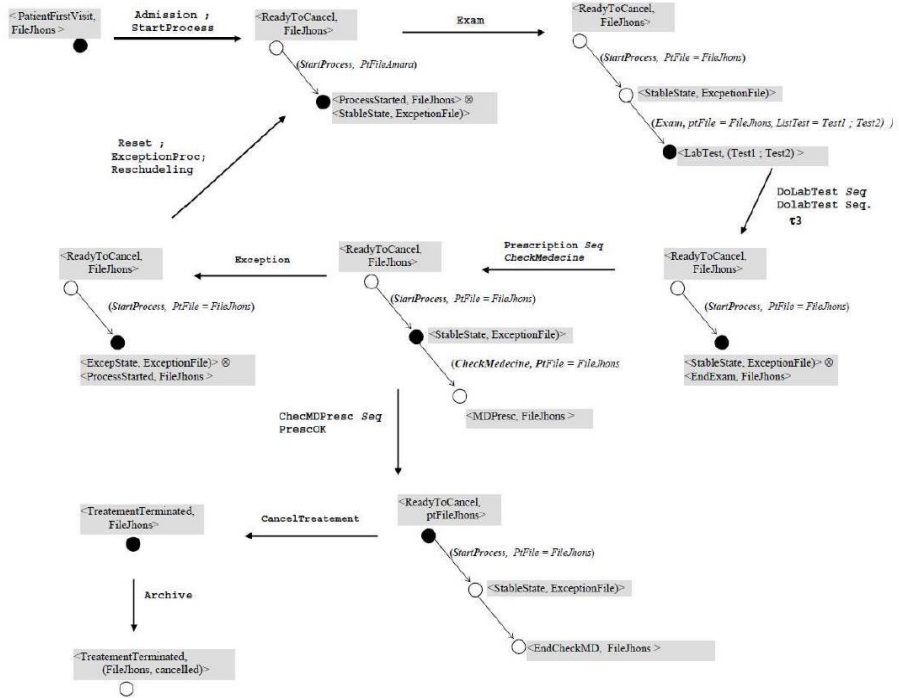 <PatientFirstVisit,
FileJhons >
Admission ;
StartProcess
<ReadyToCancel,
FileJhons>
(StartProcess, PtFileAmara)
<ProcessStarted, FileJhons> ⊗
<StableState, ExcpetionFile)>
Exam
<ReadyToCancel,
FileJhons>
(StartProcess, PtFile = FileJhons)
<StableState, ExcpetionFile)>
(Exam, ptFile = FileJhons, ListTest = Test1 ; Test2) )
<LabTest, (Test1 ; Test2) >
DoLabTest Seq
DolabTest Seq.
τ3
Reset ;
ExceptionProc;
Reschudeling
<ReadyToCancel,
FileJhons>
(StartProcess, PtFile = FileJhons)
<ExcepState, ExceptionFile)> ⊗
<ProcessStarted, FileJhons >
Exception
<ReadyToCancel,
FileJhons>
(StartProcess, PtFile = FileJhons)
<StableState, ExceptionFile)>
(CheckMedecine, PtFile = FileJhons
<MDPresc, FileJhons >
Prescription Seq
CheckMedecine
<ReadyToCancel,
FileJhons>
(StartProcess, PtFile = FileJhons)
<StableState, ExceptionFile)> ⊗
<EndExam, FileJhons>
ChecMDPresc Seq
PrescOK
<ReadyToCancel,
ptFileJhons>
(StartProcess, PtFile = FileJhons)
<StableState, ExceptionFile)>
<EndCheckMD, FileJhons >
CancelTreatement
<TreatementTerminated,
FileJhons>
Archive
<TreatementTerminated,
(FileJhons, cancelled)>